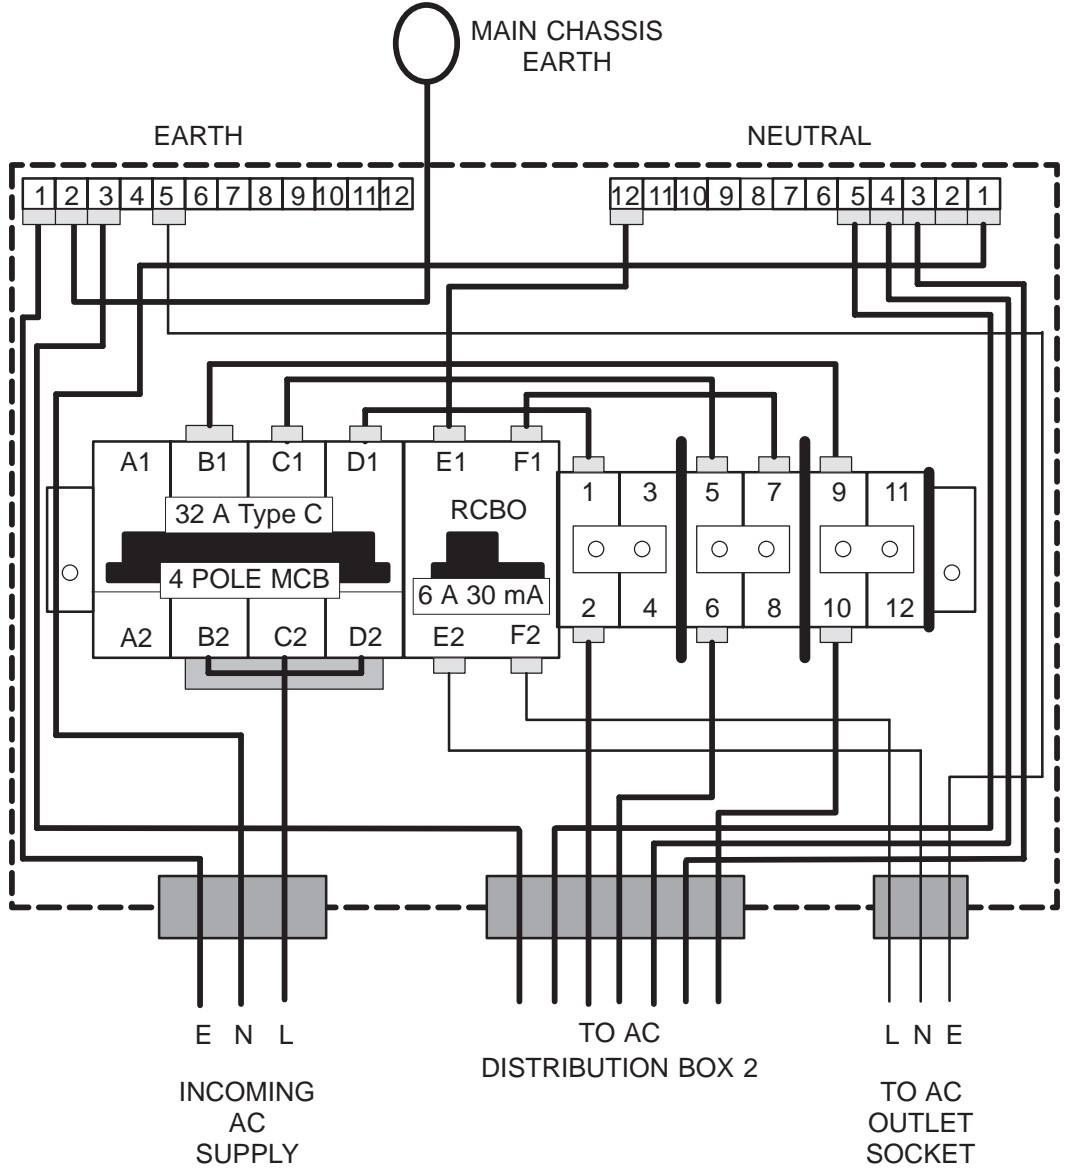 MAIN CHASSIS
EARTH
EARTH
NEUTRAL
1 2 3 4 5 6 7 8 9 10 11 12
12 11 10 9 8 7 6 5 4 3 2 1
A1 B1 C1 D1 E1 F1
1 3 5 7 9 11
32 A Type C
RCBO
4 POLE MCB
6 A 30 mA
2 4 6 8 10 12
A2 B2 C2 D2 E2 F2
E N L
INCOMING
AC
SUPPLY
TO AC
DISTRIBUTION BOX 2
L N E
TO AC
OUTLET
SOCKET